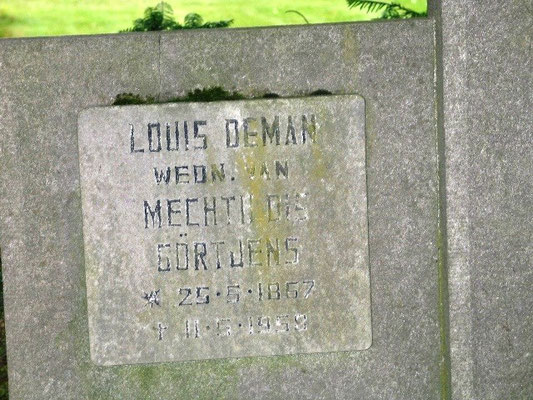 LOUIS DEMAN
WEDN. VAN
MECHTILDIS
GÖRTJENS
* 25·5·1867
† 11·5·1959